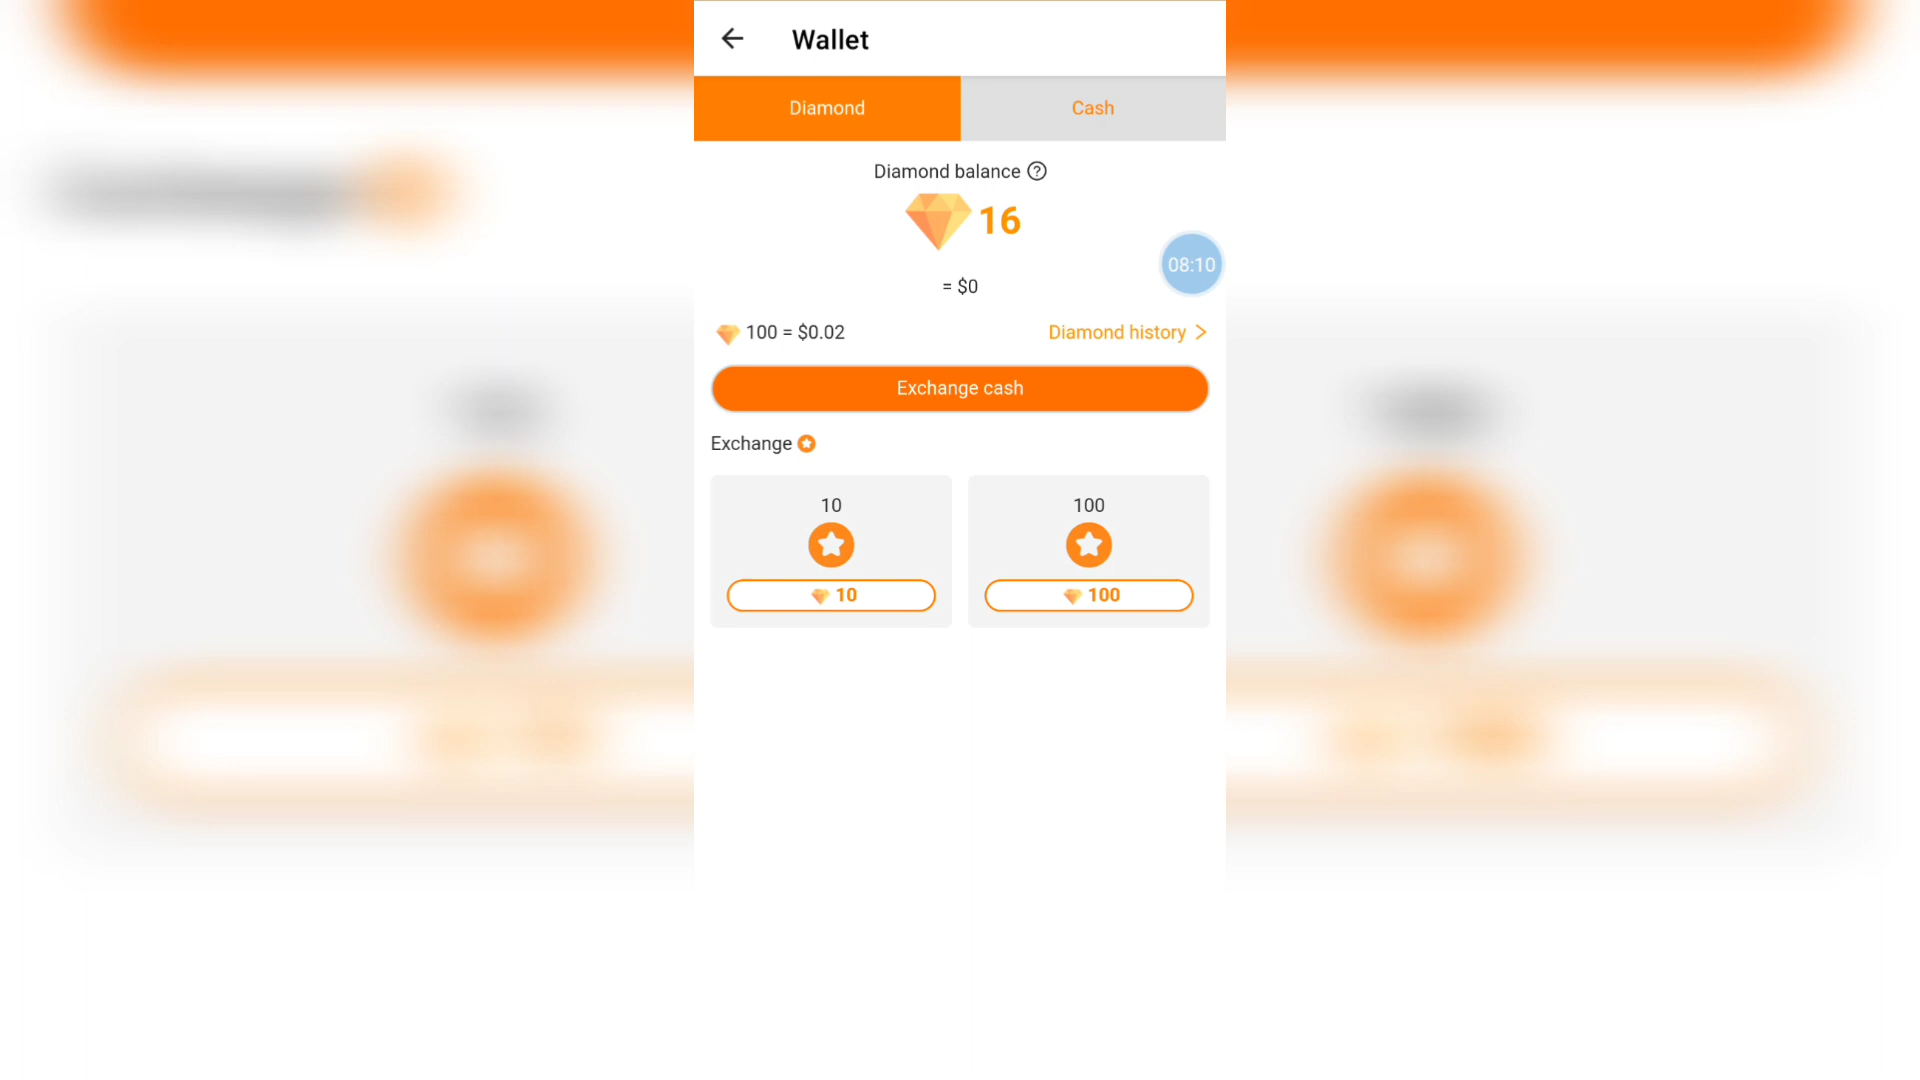 Wallet
Diamond
Cash
Diamond balance
16
08:10
= $0
100 = $0.02
Diamond history
Exchange cash
Exchange
10
100
10
100